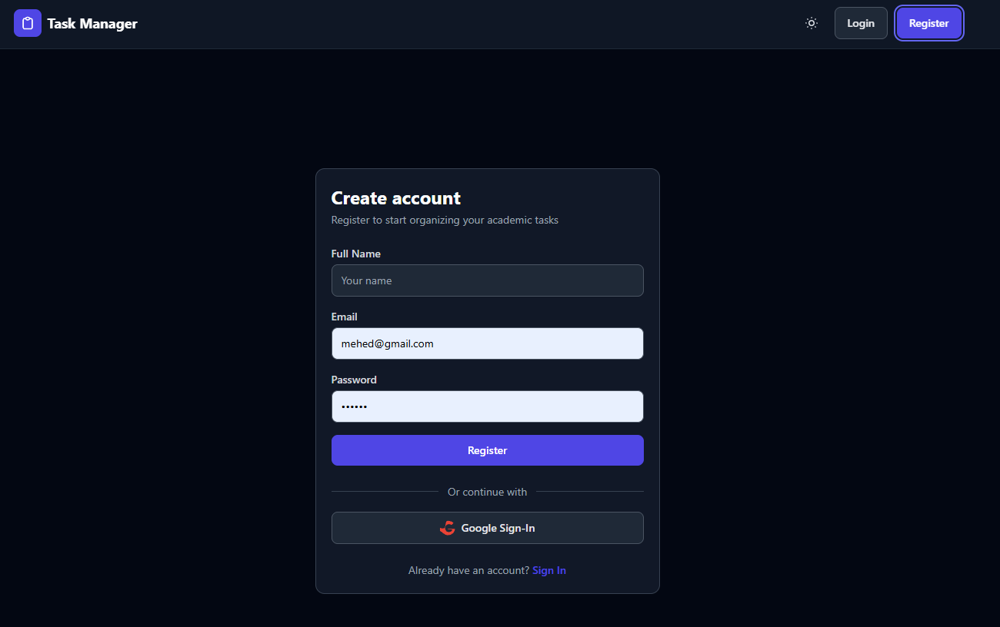 Task Manager
Login
Register
Create account
Register to start organizing your academic tasks
Full Name
Your name
Email
mehed@gmail.com
Password
••••••
Register
Or continue with
Google Sign-In
Already have an account? Sign In